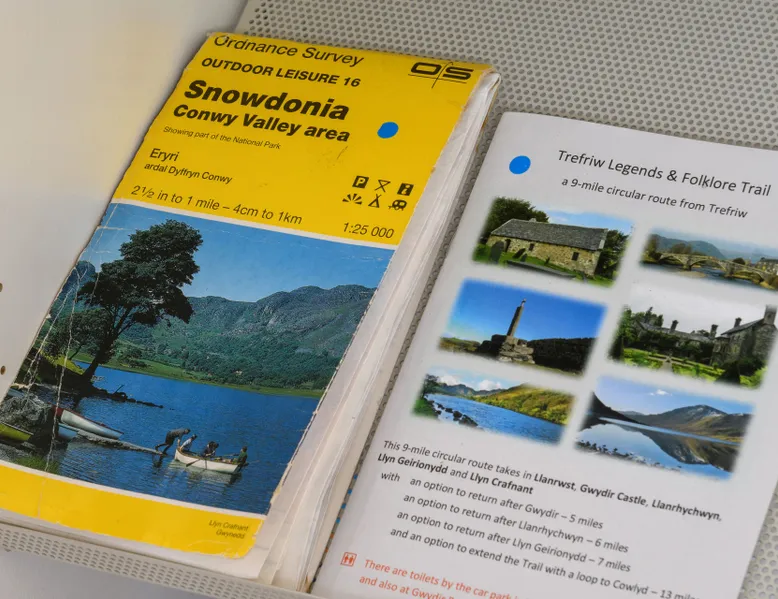 Ordnance Survey
OS
OUTDOOR LEISURE 16
Snowdonia
Conwy Valley area
Showing part of the National Park
Eryri
ardal Dyffryn Conwy
P
i
2½ in to 1 mile – 4cm to 1km
1:25 000
Llyn Crafnant
Gwynedd
Trefriw Legends & Folklore Trail
a 9-mile circular route from Trefriw
This 9-mile circular route takes in Llanrwst, Gwydir Castle, Llanrhychwyn,
Llyn Geirionydd and Llyn Crafnant
with an option to return after Gwydir – 5 miles
an option to return after Llanrhychwyn – 6 miles
an option to return after Llyn Geirionydd – 7 miles
and an option to extend the Trail with a loop to Cowlyd – 13 miles
There are toilets by the car park
and also at Gwydir